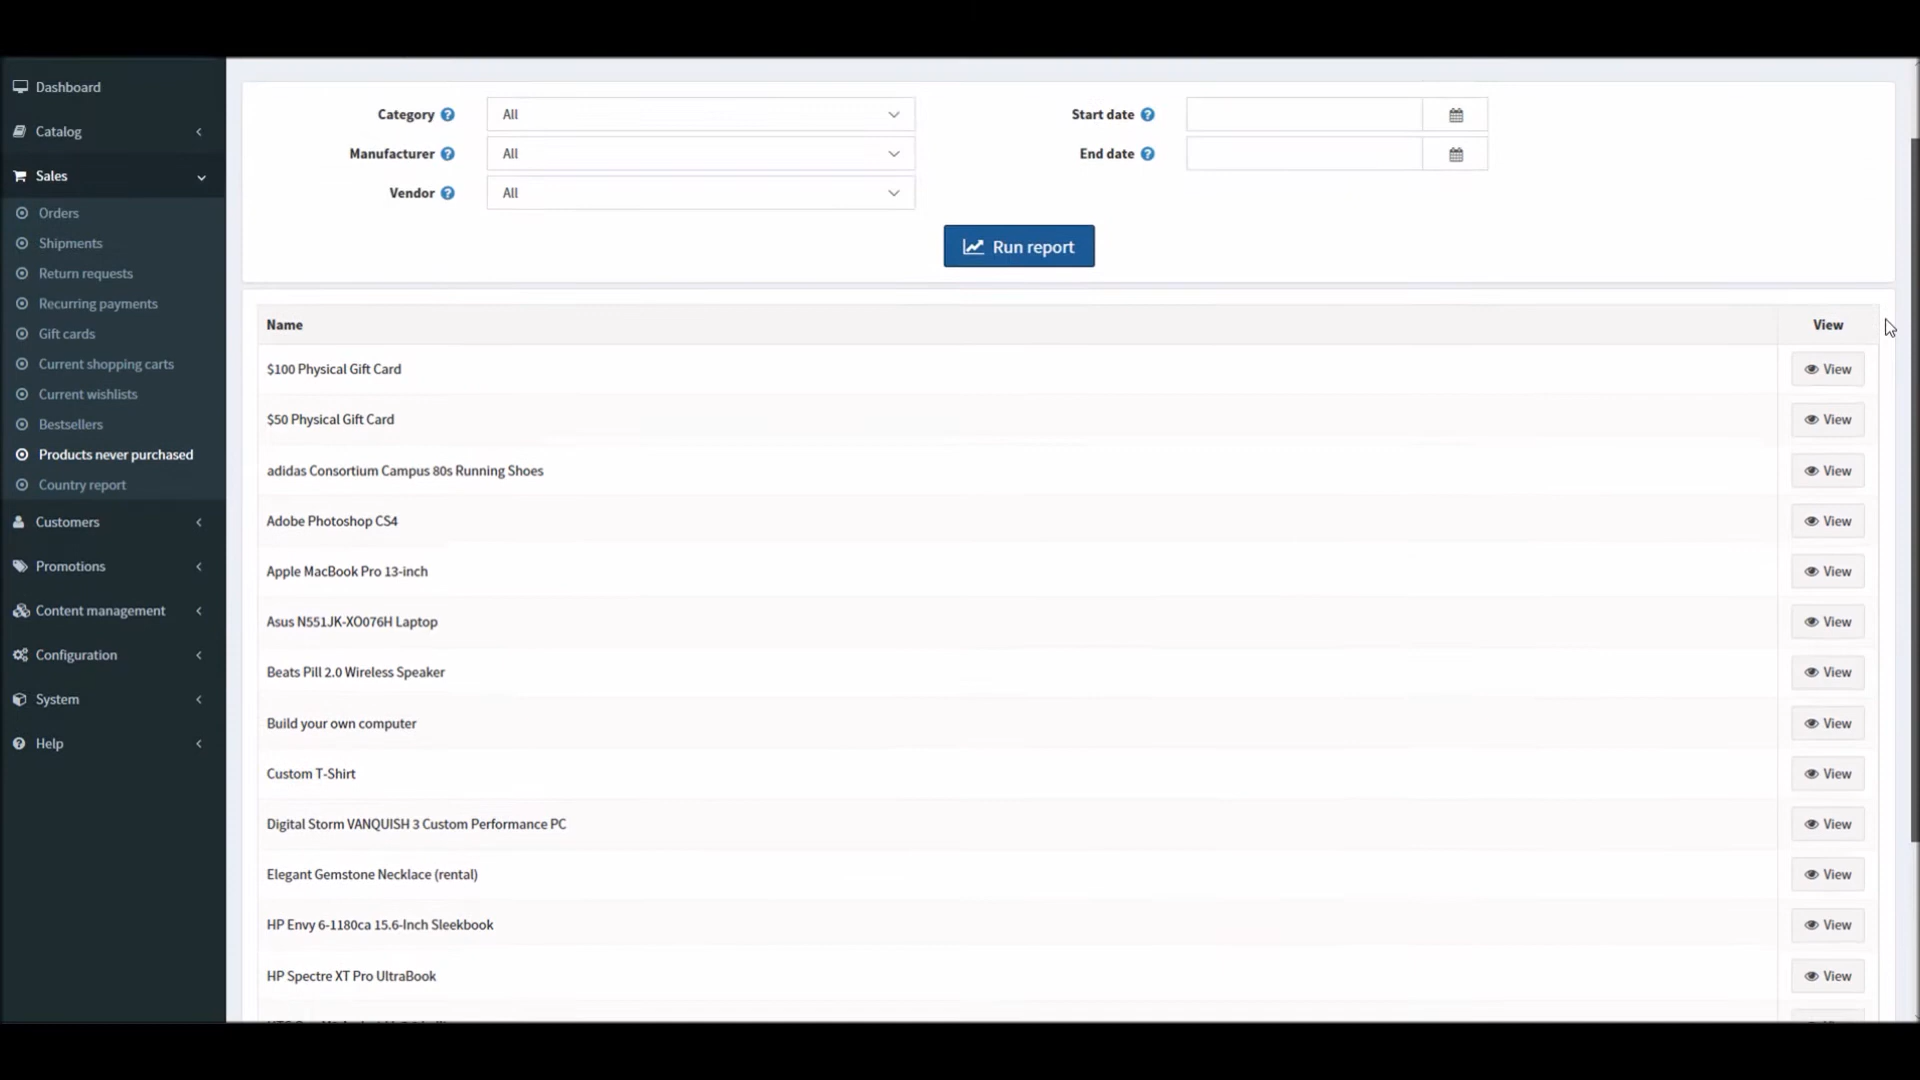 Dashboard
Catalog
Sales
Orders
Shipments
Return requests
Recurring payments
Gift cards
Current shopping carts
Current wishlists
Bestsellers
Products never purchased
Country report
Customers
Promotions
Content management
Configuration
System
Help
Category All
Manufacturer All
Vendor All
Start date
End date
Run report
Name View
$100 Physical Gift Card View
$50 Physical Gift Card View
adidas Consortium Campus 80s Running Shoes View
Adobe Photoshop CS4 View
Apple MacBook Pro 13-inch View
Asus N551JK-XO076H Laptop View
Beats Pill 2.0 Wireless Speaker View
Build your own computer View
Custom T-Shirt View
Digital Storm VANQUISH 3 Custom Performance PC View
Elegant Gemstone Necklace (rental) View
HP Envy 6-1180ca 15.6-Inch Sleekbook View
HP Spectre XT Pro UltraBook View